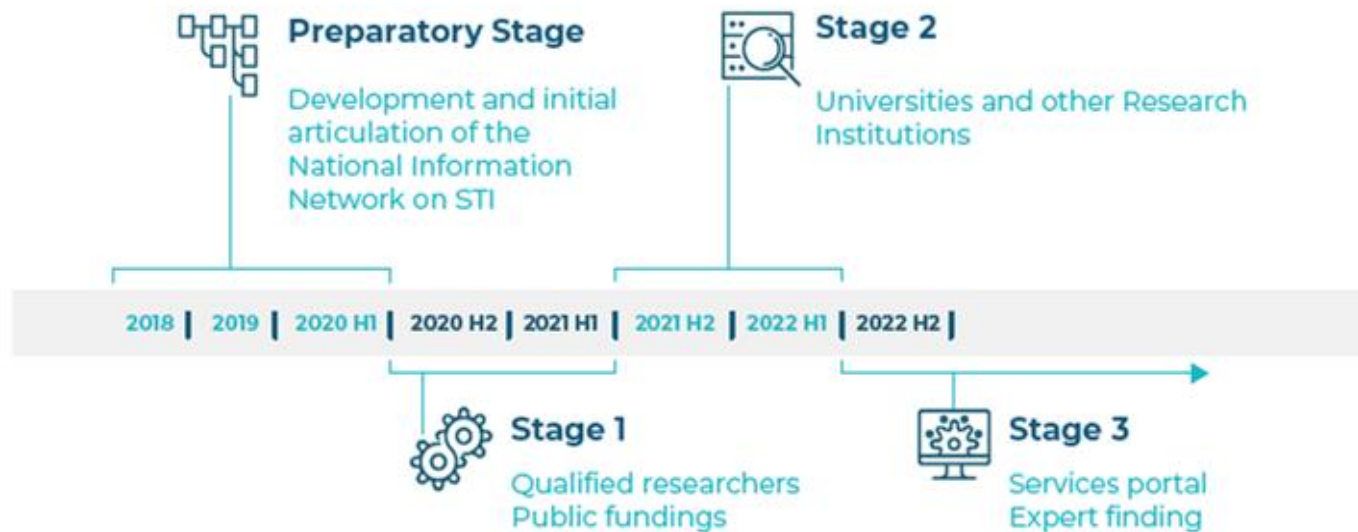 Preparatory Stage
Development and initial
articulation of the
National Information
Network on STI
Stage 2
Universities and other Research
Institutions
2018 | 2019 | 2020 H1 | 2020 H2 | 2021 H1 | 2021 H2 | 2022 H1 | 2022 H2 |
Stage 1
Qualified researchers
Public fundings
Stage 3
Services portal
Expert finding